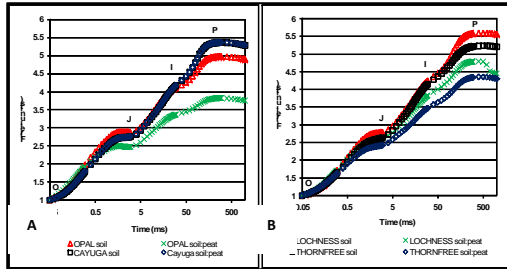 A
B
6
5.5
5
4.5
4
3.5
3
2.5
2
1.5
1
O
J
I
P
0.5 5 50 500
Time (ms)
A
OPAL soil OPAL soil:peat
CAYUGA soil Cayuga soil:peat
6
5.5
5
4.5
4
3.5
3
2.5
2
1.5
1
O
J
I
P
0.05 0.5 5 50 500
Time (ms)
B
LOCHNESS soil LOCHNESS soil:peat
THORNFREE soil THORNFREE soil:peat